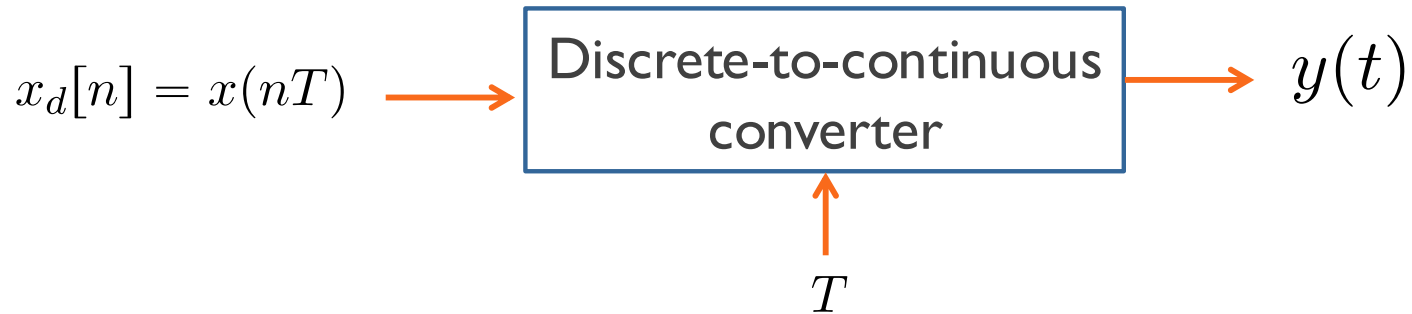 x_d[n] = x(nT)
Discrete-to-continuous
converter
y(t)
T